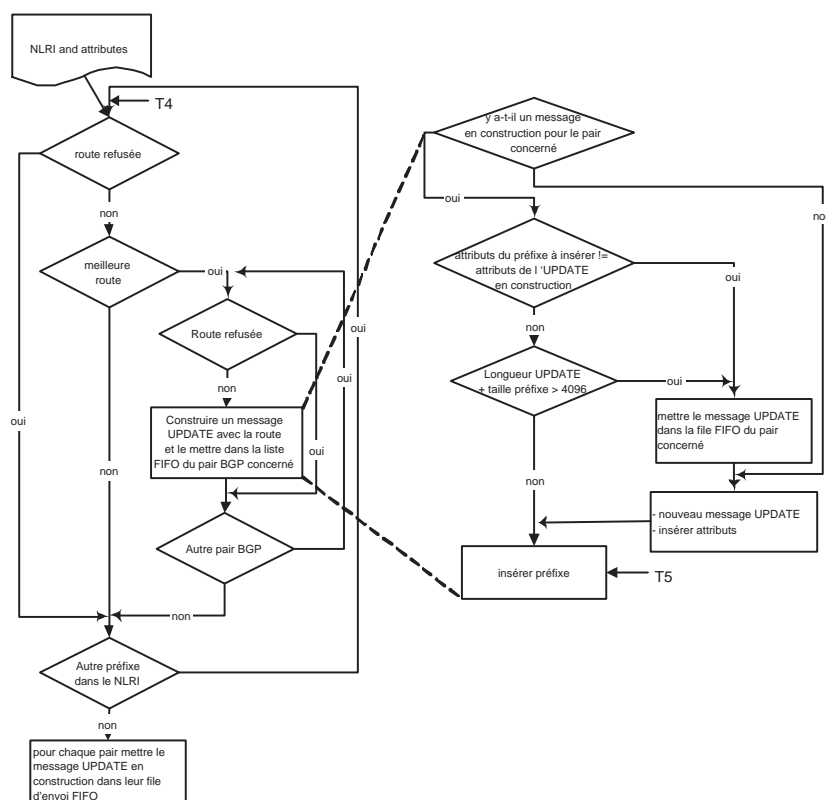 NLRI and attributes
T4
route refusée
non
meilleure
route
oui
Route refusée
non
Construire un message
UPDATE avec la route
et le mettre dans la liste
FIFO du pair BGP concerné
oui
oui
oui
oui
non
Autre pair BGP
non
Autre préfixe
dans le NLRI
non
pour chaque pair mettre le
message UPDATE en
construction dans leur file
d'envoi FIFO
y a-t-il un message
en construction pour le pair
concerné
oui
non
attributs du préfixe à insérer !=
attributs de l 'UPDATE
en construction
oui
non
Longueur UPDATE
+ taille préfixe > 4096
oui
mettre le message UPDATE
dans la file FIFO du pair
concerné
non
- nouveau message UPDATE
- insérer attributs
insérer préfixe
T5